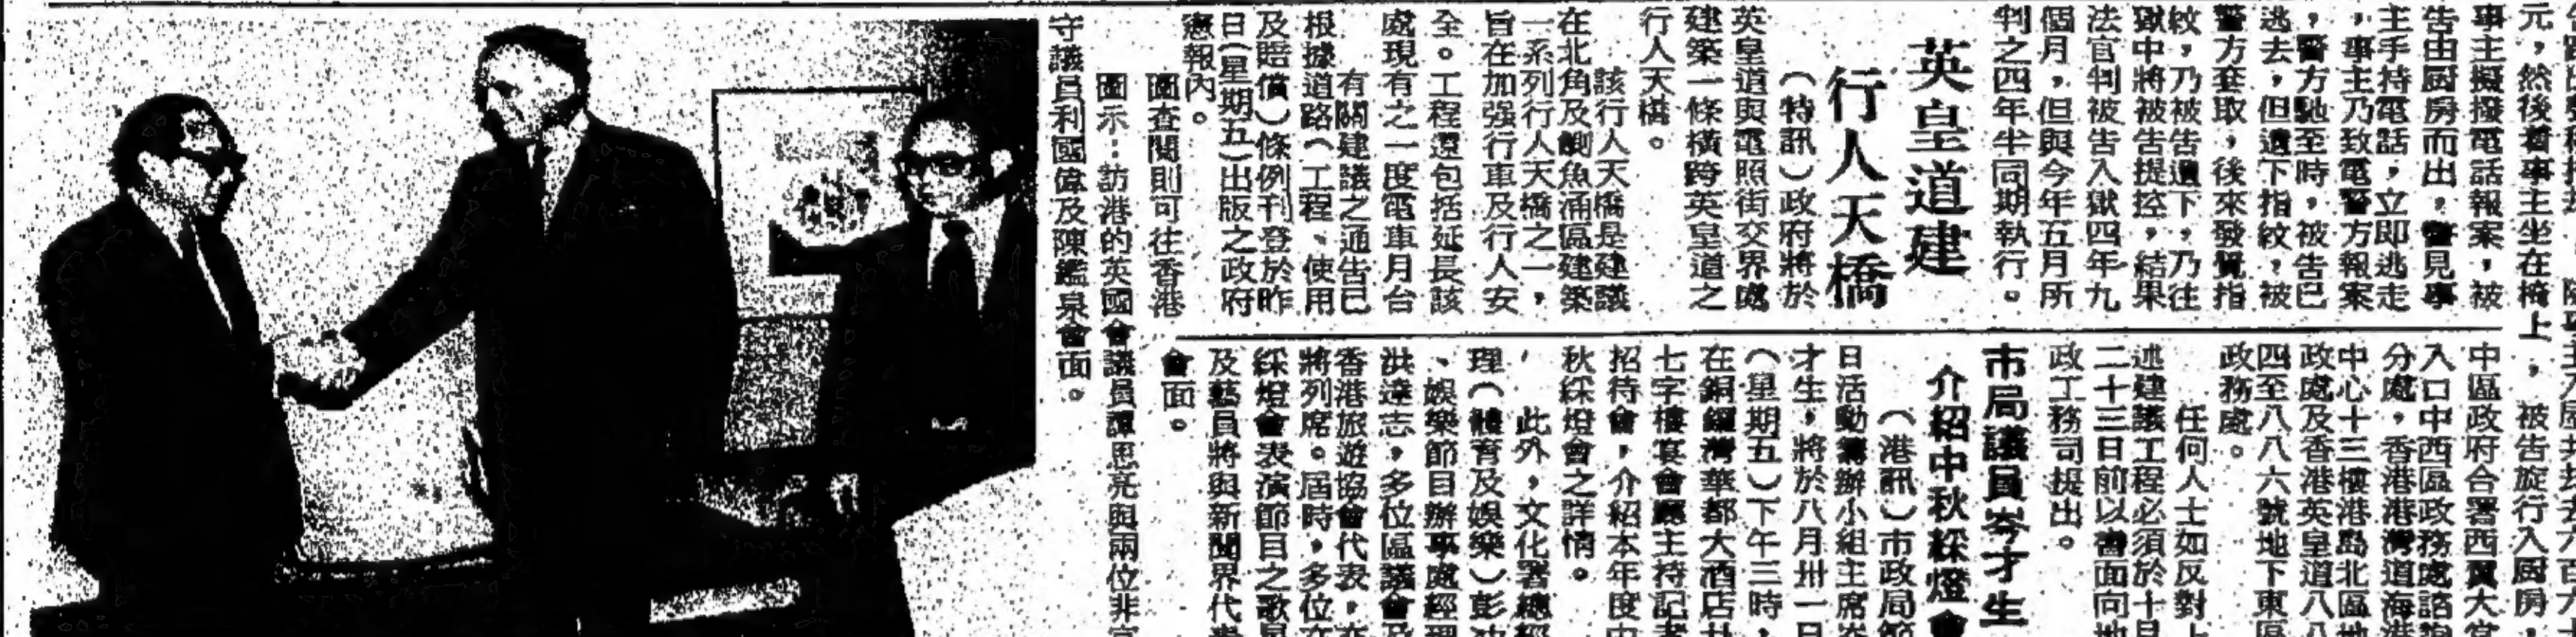 元，然後着事主坐在椅上，被告旋行入厨房，
事主擬撥電話報案，被
告由厨房而出，瞥見事
主手持電話，立即逃走
，事主乃致電警方報案
，警方馳至時，被告已
逃去，但遺下指紋，被
警方套取，後來發覺指
紋，乃被告遺下，乃往
獄中將被告提控，結果
法官判被告入獄四年九
個月，但與今年五月所
判之四年半同期執行。
英皇道建
行人天橋
（特訊）政府將於
英皇道與電照街交界處
建築一條橫跨英皇道之
行人天橋。
該行人天橋是建議
在北角及鰂魚涌區建築
一系列行人天橋之一，
旨在加强行車及行人安
全。工程還包括延長該
處現有之一度電車月台
有關建議之通告已
根據道路（工程、使用
及賠償）條例刊登於昨
日（星期五）出版之政府
憲報內。
圖查閱則可往香港
中區政府合署西翼大堂
入口中西區政務處諮詢
分處，香港港灣道海港
中心十三樓港島北區地
政處及香港英皇道八八
四至八八六號地下東區
政務處。
任何人士如反對上
述建議工程必須於十月
二十三日前以書面向地
政工務司提出。
市局議員岑才生
介紹中秋綵燈會
（港訊）市政局節
日活動籌辦小組主席岑
才生，將於八月卅一日
（星期五）下午三時，
在銅鑼灣華都大酒店廿
七字樓宴會廳主持記者
招待會，介紹本年度中
秋綵燈會之詳情。
此外，文化署總經
理（體育及娛樂）彭
、娛樂節目辦事處經理
洪達志，多位區議會及
香港旅遊協會代表，亦
將列席。屆時，多位在
綵燈會表演節目之歌星
及藝員將與新聞界代表
會面。
圖示：訪港的英國會議員譚思亮與兩位非官
守議員利國偉及陳鑑泉會面。